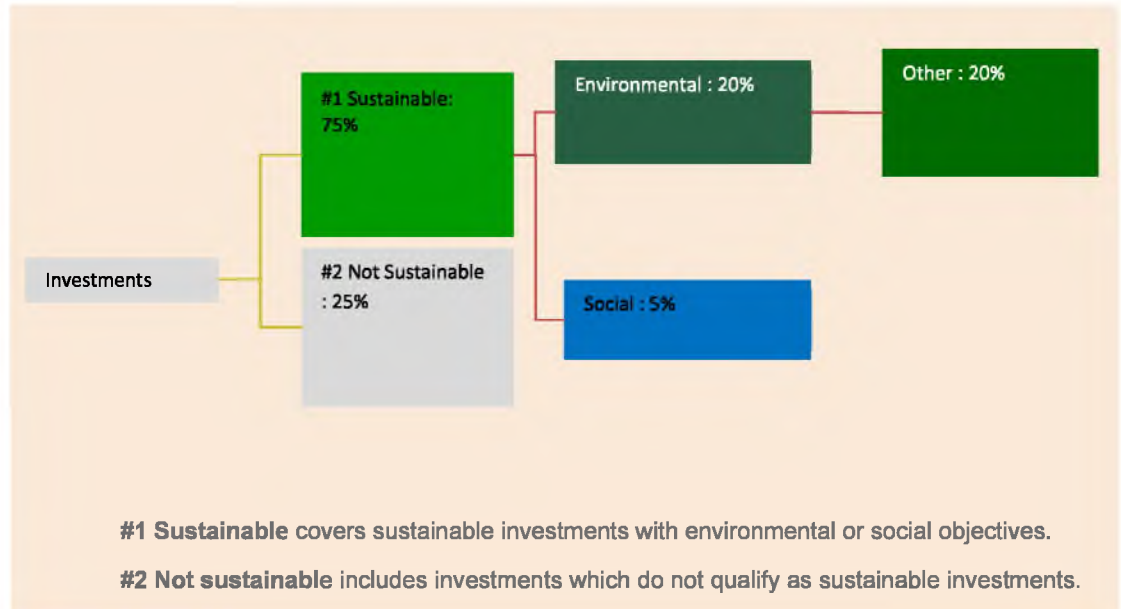 #1 Sustainable:
75%
Environmental : 20%
Other : 20%
Investments
#2 Not Sustainable
: 25%
Social : 5%
#1 Sustainable covers sustainable investments with environmental or social objectives.
#2 Not sustainable includes investments which do not qualify as sustainable investments.